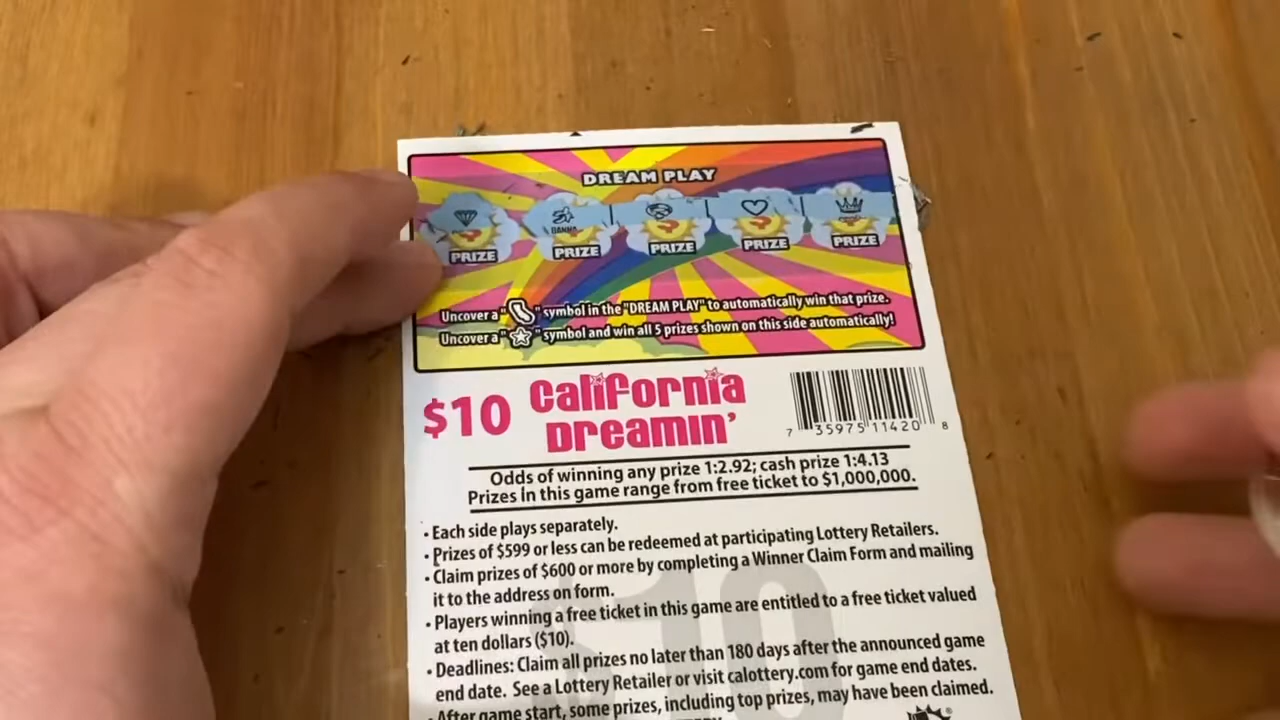 DREAM PLAY
PRIZE PRIZE PRIZE PRIZE PRIZE
Uncover a " " symbol in the "DREAM PLAY" to automatically win that prize.
Uncover a " " symbol and win all 5 prizes shown on this side automatically!
$10 California
Dreamin'
7 35975 11420 8
Odds of winning any prize 1:2.92; cash prize 1:4.13
Prizes in this game range from free ticket to $1,000,000.
• Each side plays separately.
• Prizes of $599 or less can be redeemed at participating Lottery Retailers.
• Claim prizes of $600 or more by completing a Winner Claim Form and mailing
it to the address on form.
• Players winning a free ticket in this game are entitled to a free ticket valued
at ten dollars ($10).
• Deadlines: Claim all prizes no later than 180 days after the announced game
end date. See a Lottery Retailer or visit calottery.com for game end dates.
• After game start, some prizes, including top prizes, may have been claimed.